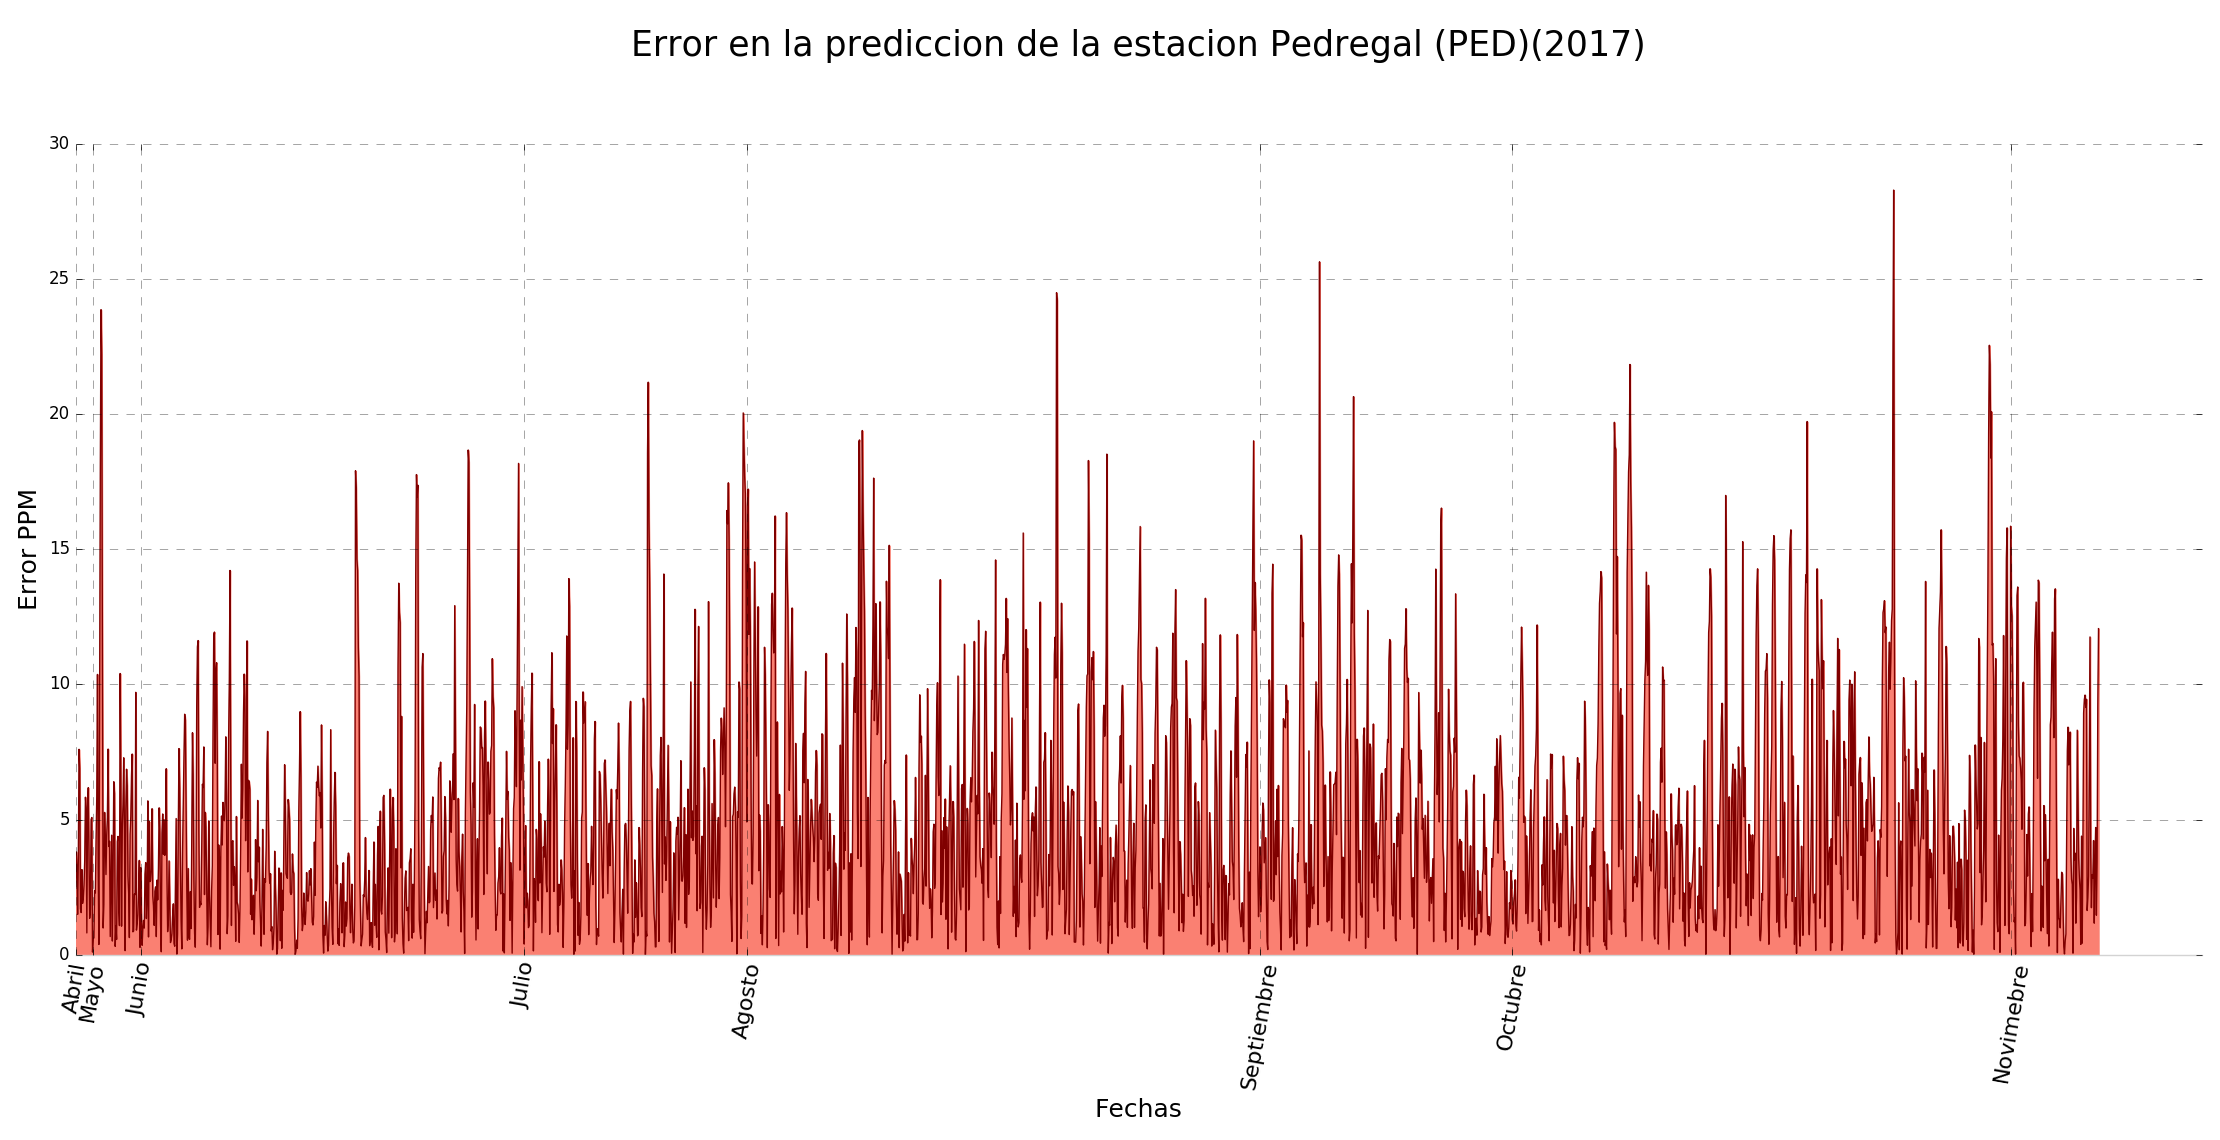 Error en la prediccion de la estacion Pedregal (PED)(2017)
30
25
20
15
10
5
0
Error PPM
Abril
Mayo
Junio
Julio
Agosto
Septiembre
Octubre
Novimebre
Fechas